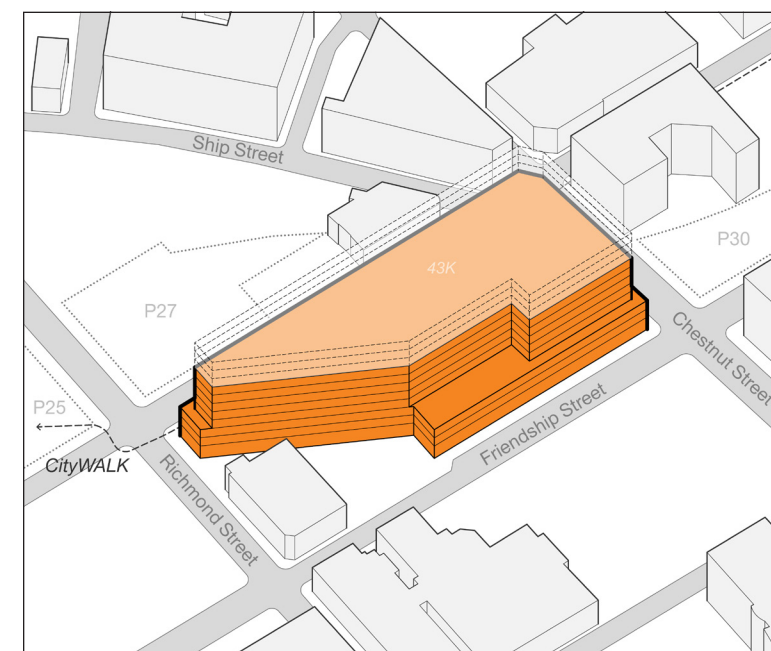 Ship Street
P30
43K
P27
Chestnut Street
P25
Friendship Street
CityWALK
Richmond Street